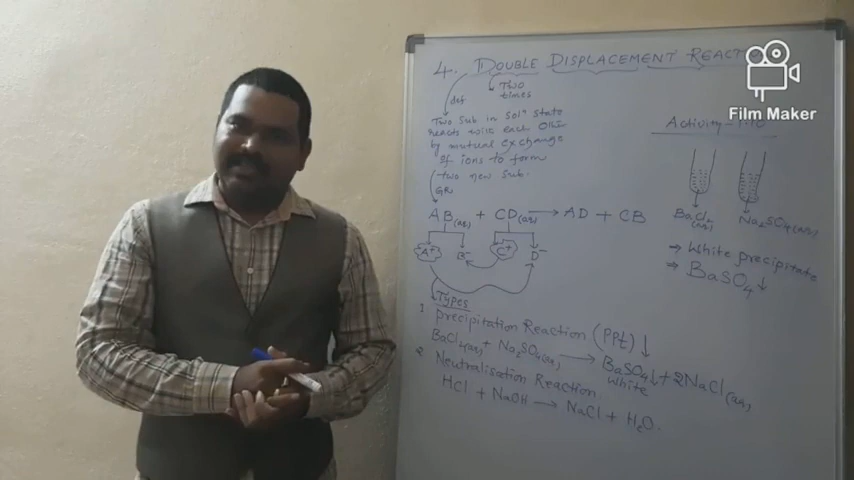 4. DOUBLE DISPLACEMENT REACT
Film Maker
Two
times
def
Two Sub in Solⁿ state
Reacts with each Other
by mutual exchange
of ions to form
two new Sub.
GR
AB(aq) + CD(aq) → AD + CB
A⁺ B⁻ C⁺ D⁻
Types
1 precipitation Reaction (PPt) ↓
BaCl₂(aq) + Na₂SO₄(aq) → BaSO₄↓ + 2NaCl(aq)
white
2 Neutralisation Reaction
HCl + NaOH → NaCl + H₂O.
Activity - 1.10
BaCl₂(aq) Na₂SO₄(aq)
→ White precipitate
→ BaSO₄↓